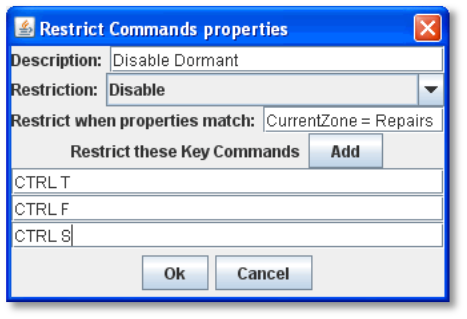 Restrict Commands properties
Description: Disable Dormant
Restriction: Disable
Restrict when properties match: CurrentZone = Repairs
Restrict these Key Commands Add
CTRL T
CTRL F
CTRL S
Ok Cancel